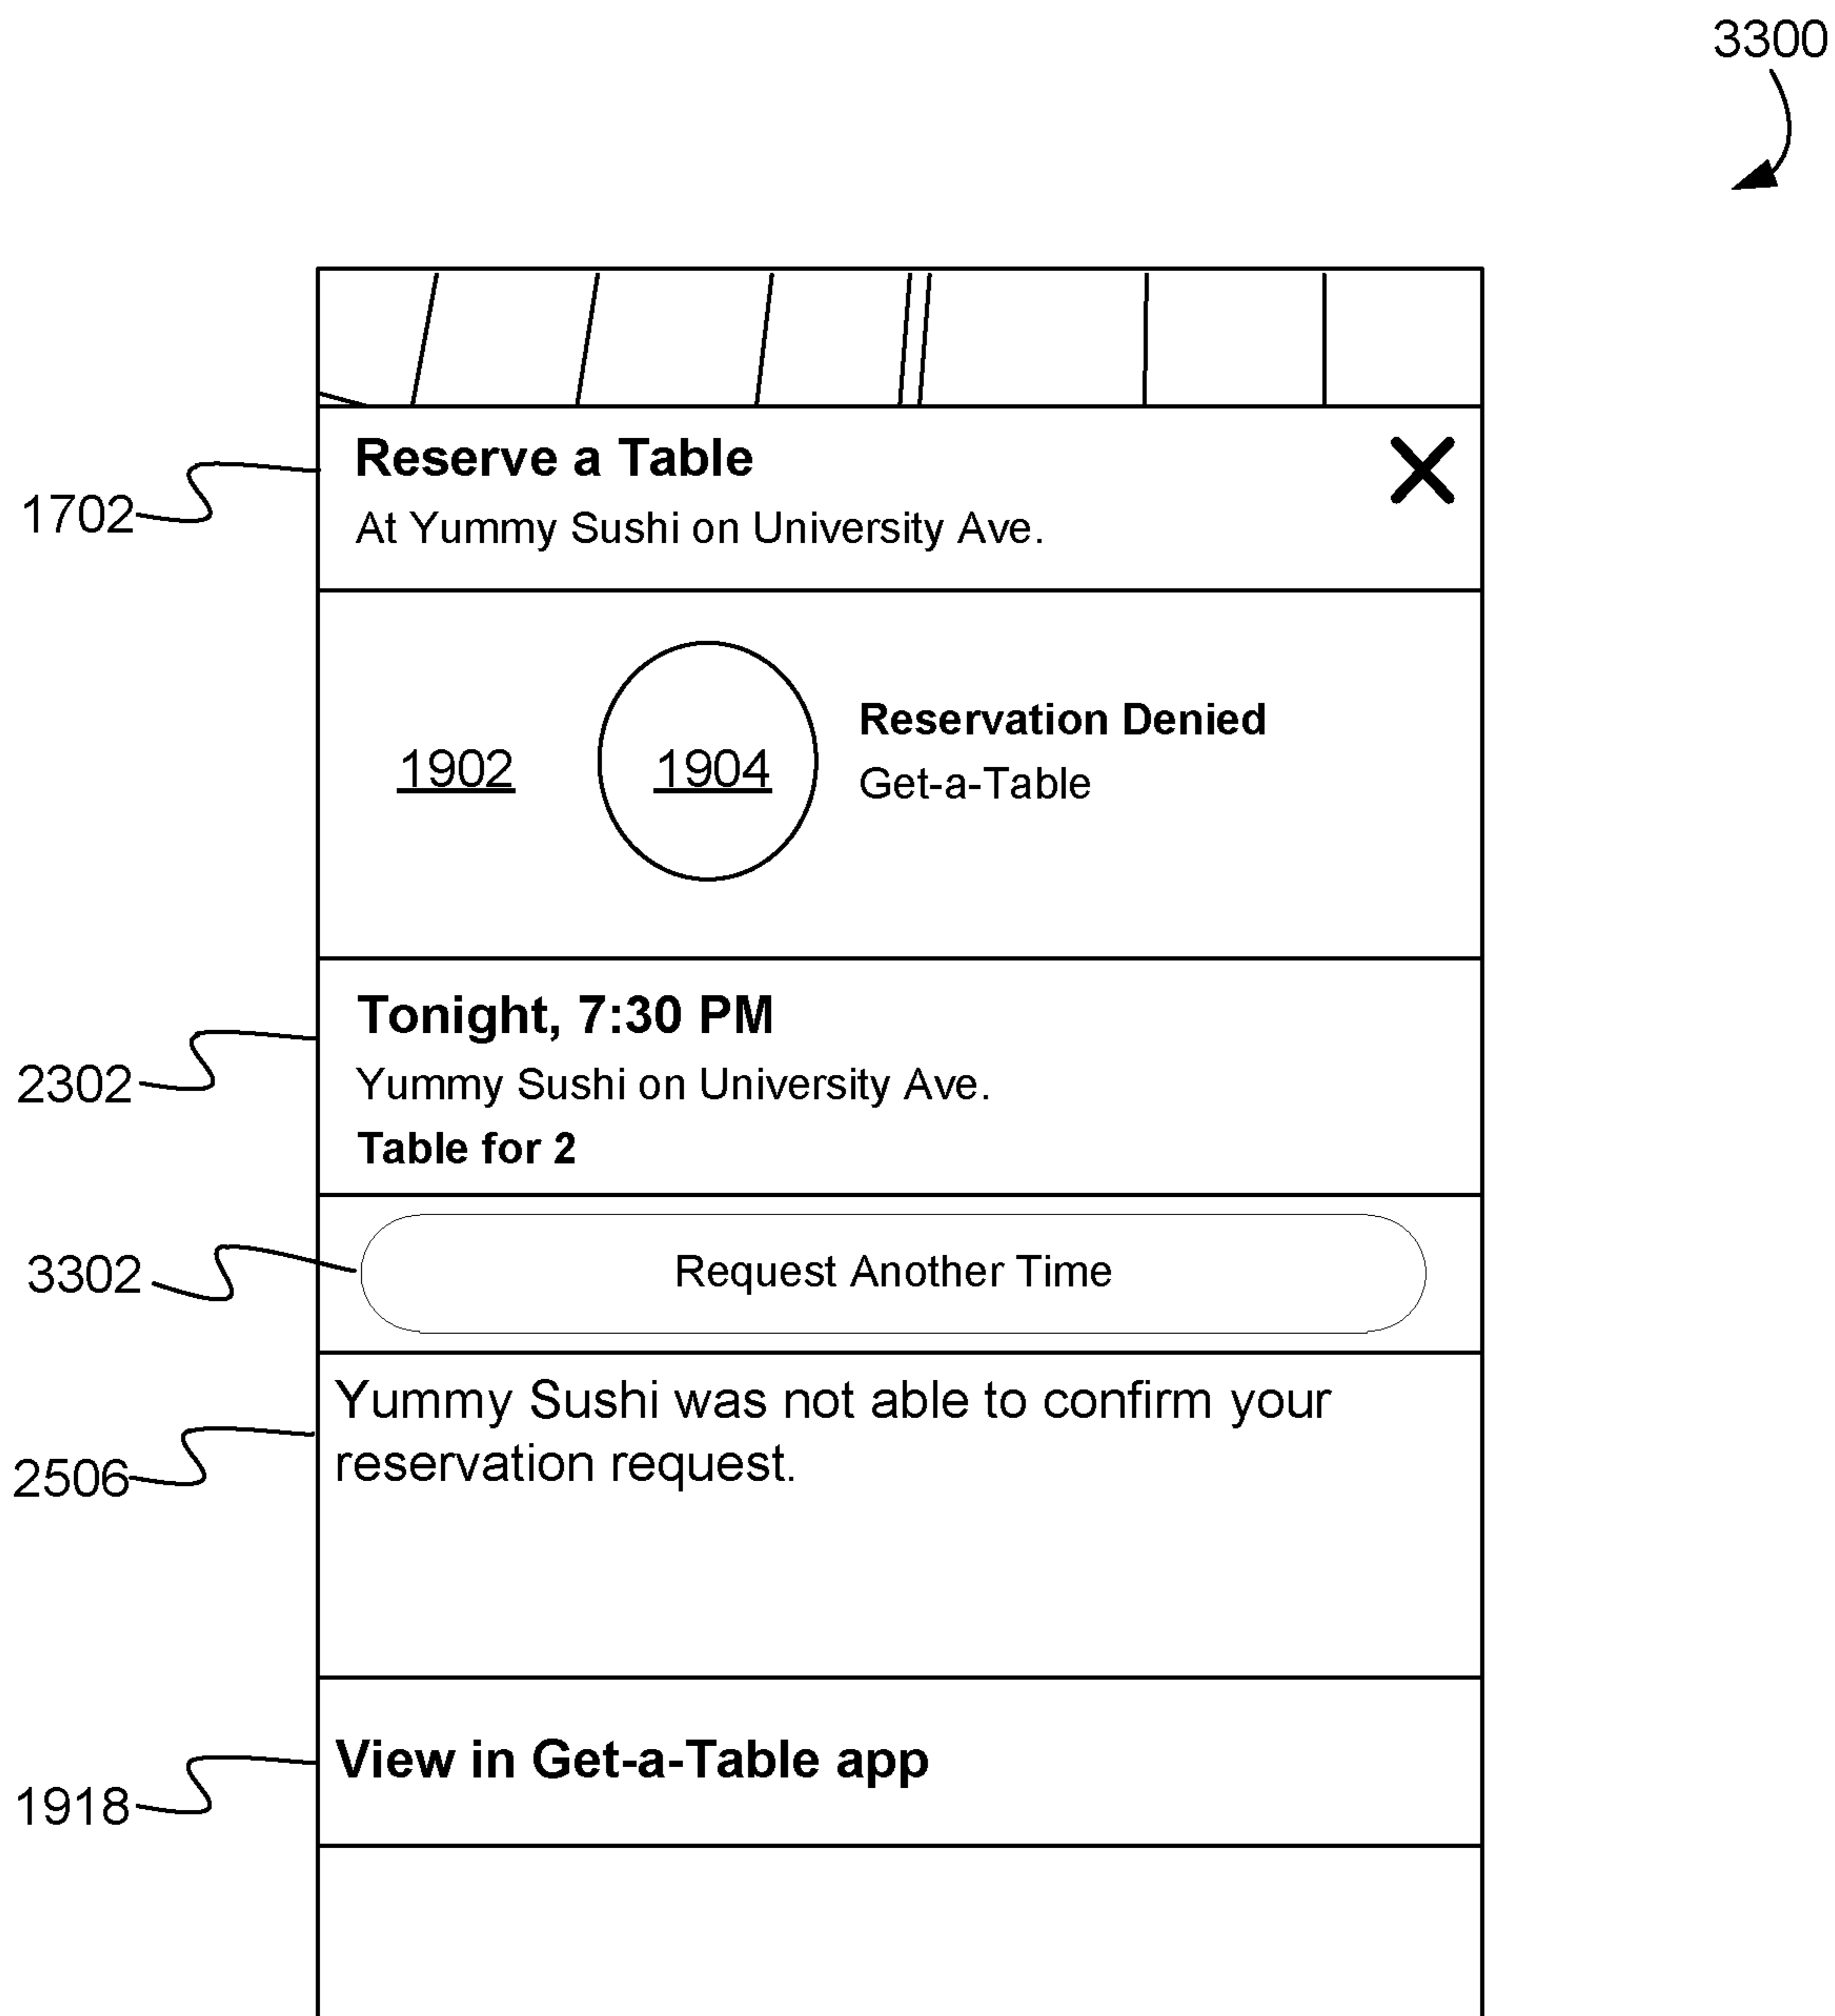 3300
1702
Reserve a Table
At Yummy Sushi on University Ave.
1902
1904
Reservation Denied
Get-a-Table
2302
Tonight, 7:30 PM
Yummy Sushi on University Ave.
Table for 2
3302
Request Another Time
2506
Yummy Sushi was not able to confirm your
reservation request.
1918
View in Get-a-Table app